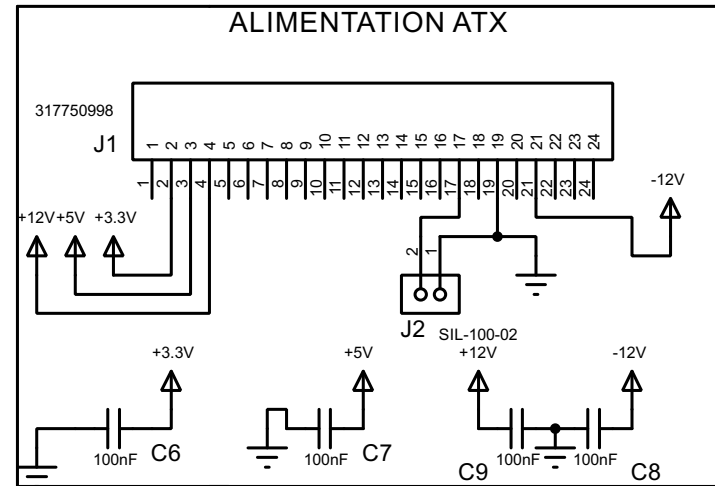 ALIMENTATION ATX
317750998
J1
1 2 3 4 5 6 7 8 9 10 11 12 13 14 15 16 17 18 19 20 21 22 23 24
1 2 3 4 5 6 7 8 9 10 11 12 13 14 15 16 17 18 19 20 21 22 23 24
-12V
+12V +5V +3.3V
2 1
J2 SIL-100-02
+3.3V +5V +12V -12V
100nF C6 100nF C7 C9 100nF 100nF C8